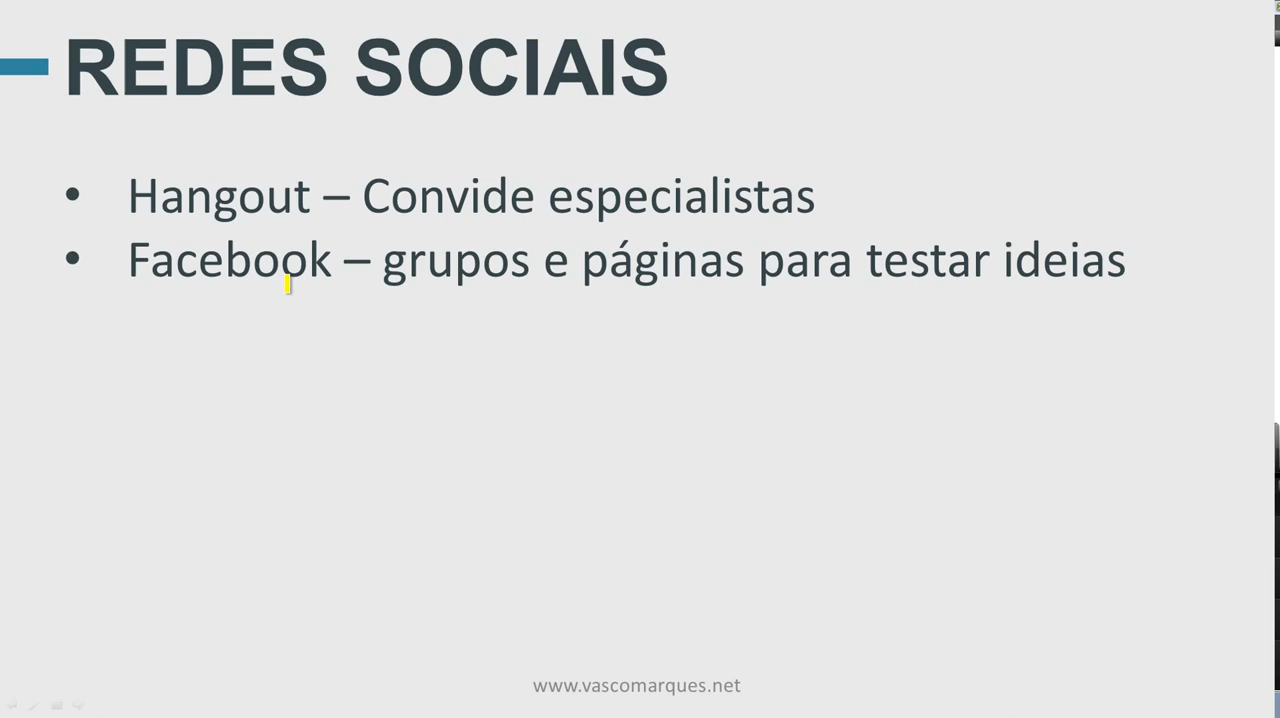 REDES SOCIAIS
• Hangout – Convide especialistas
• Facebook – grupos e páginas para testar ideias
www.vascomarques.net